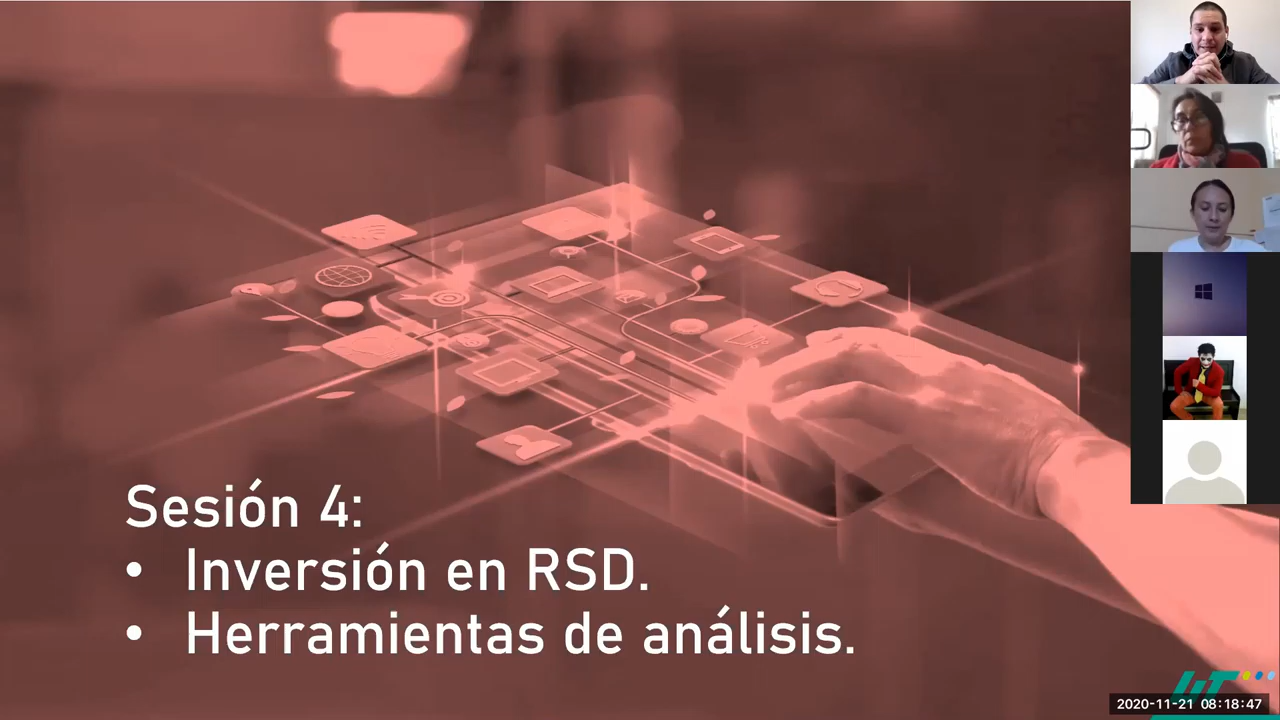 Sesión 4:
• Inversión en RSD.
• Herramientas de análisis.
2020-11-21 08:18:47